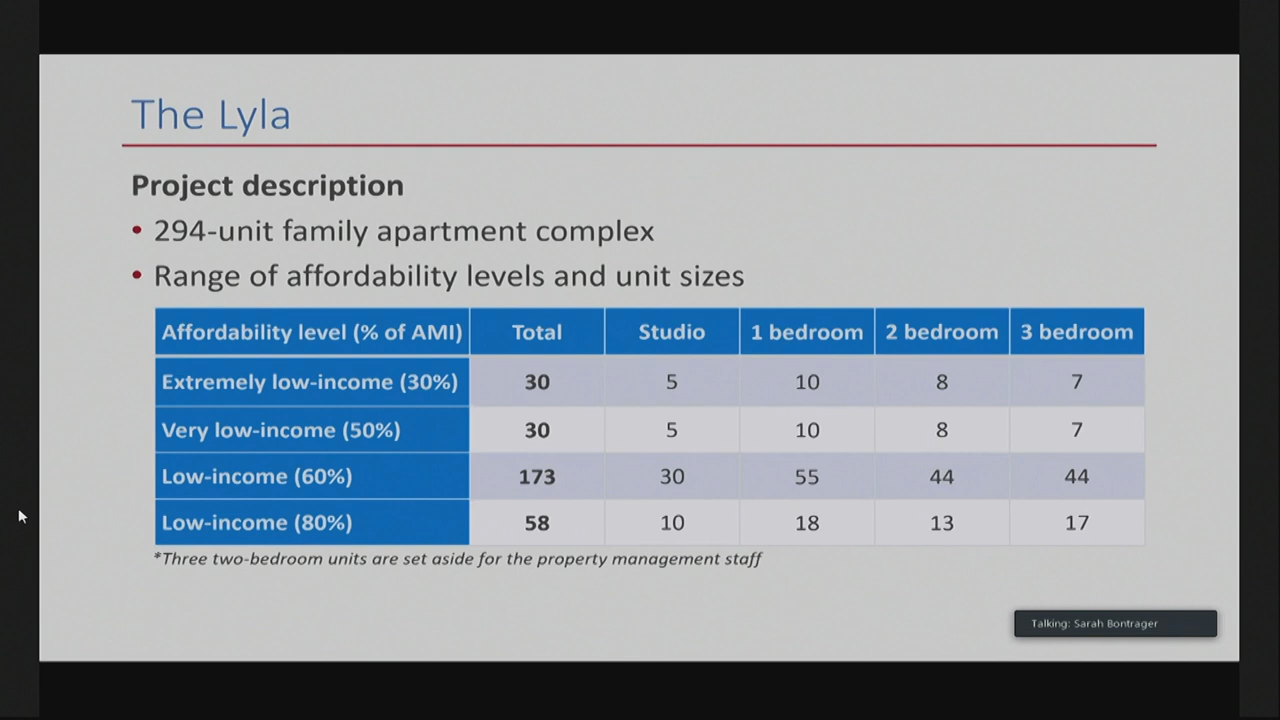 The Lyla
Project description
• 294-unit family apartment complex
• Range of affordability levels and unit sizes
Affordability level (% of AMI) Total Studio 1 bedroom 2 bedroom 3 bedroom
Extremely low-income (30%) 30 5 10 8 7
Very low-income (50%) 30 5 10 8 7
Low-income (60%) 173 30 55 44 44
Low-income (80%) 58 10 18 13 17
*Three two-bedroom units are set aside for the property management staff
Talking: Sarah Bontrager